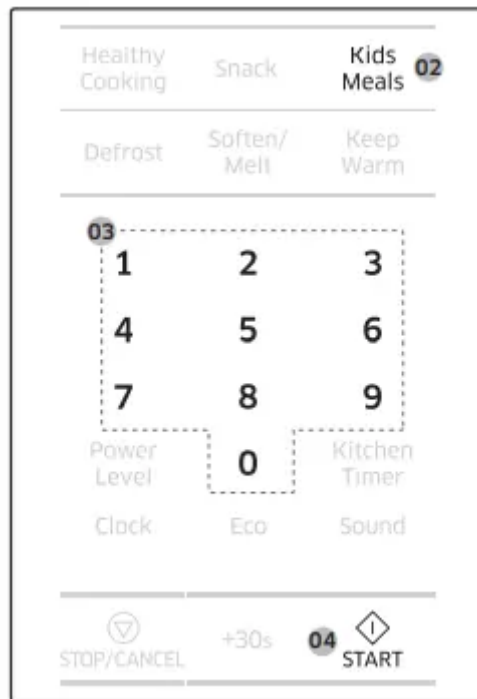 Healthy Cooking
Snack
Kids Meals
02
Defrost
Soften/ Melt
Keep Warm
03
1 2 3
4 5 6
7 8 9
Power Level
0
Kitchen Timer
Clock Eco Sound
STOP/CANCEL
+30s
04
START